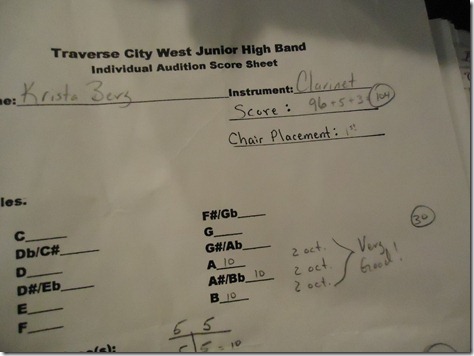 Traverse City West Junior High Band
Individual Audition Score Sheet
me: Krista Berg Instrument: Clarinet
Score: 96 + 5 + 3 = 104
Chair Placement: 1st
les.
F#/Gb
C G 30
Db/C# G#/Ab
D A 10 2 oct.
D#/Eb A#/Bb 10 2 oct. Very Good!
E B 10 2 oct.
F
5 5
(s): 5 5 = 10